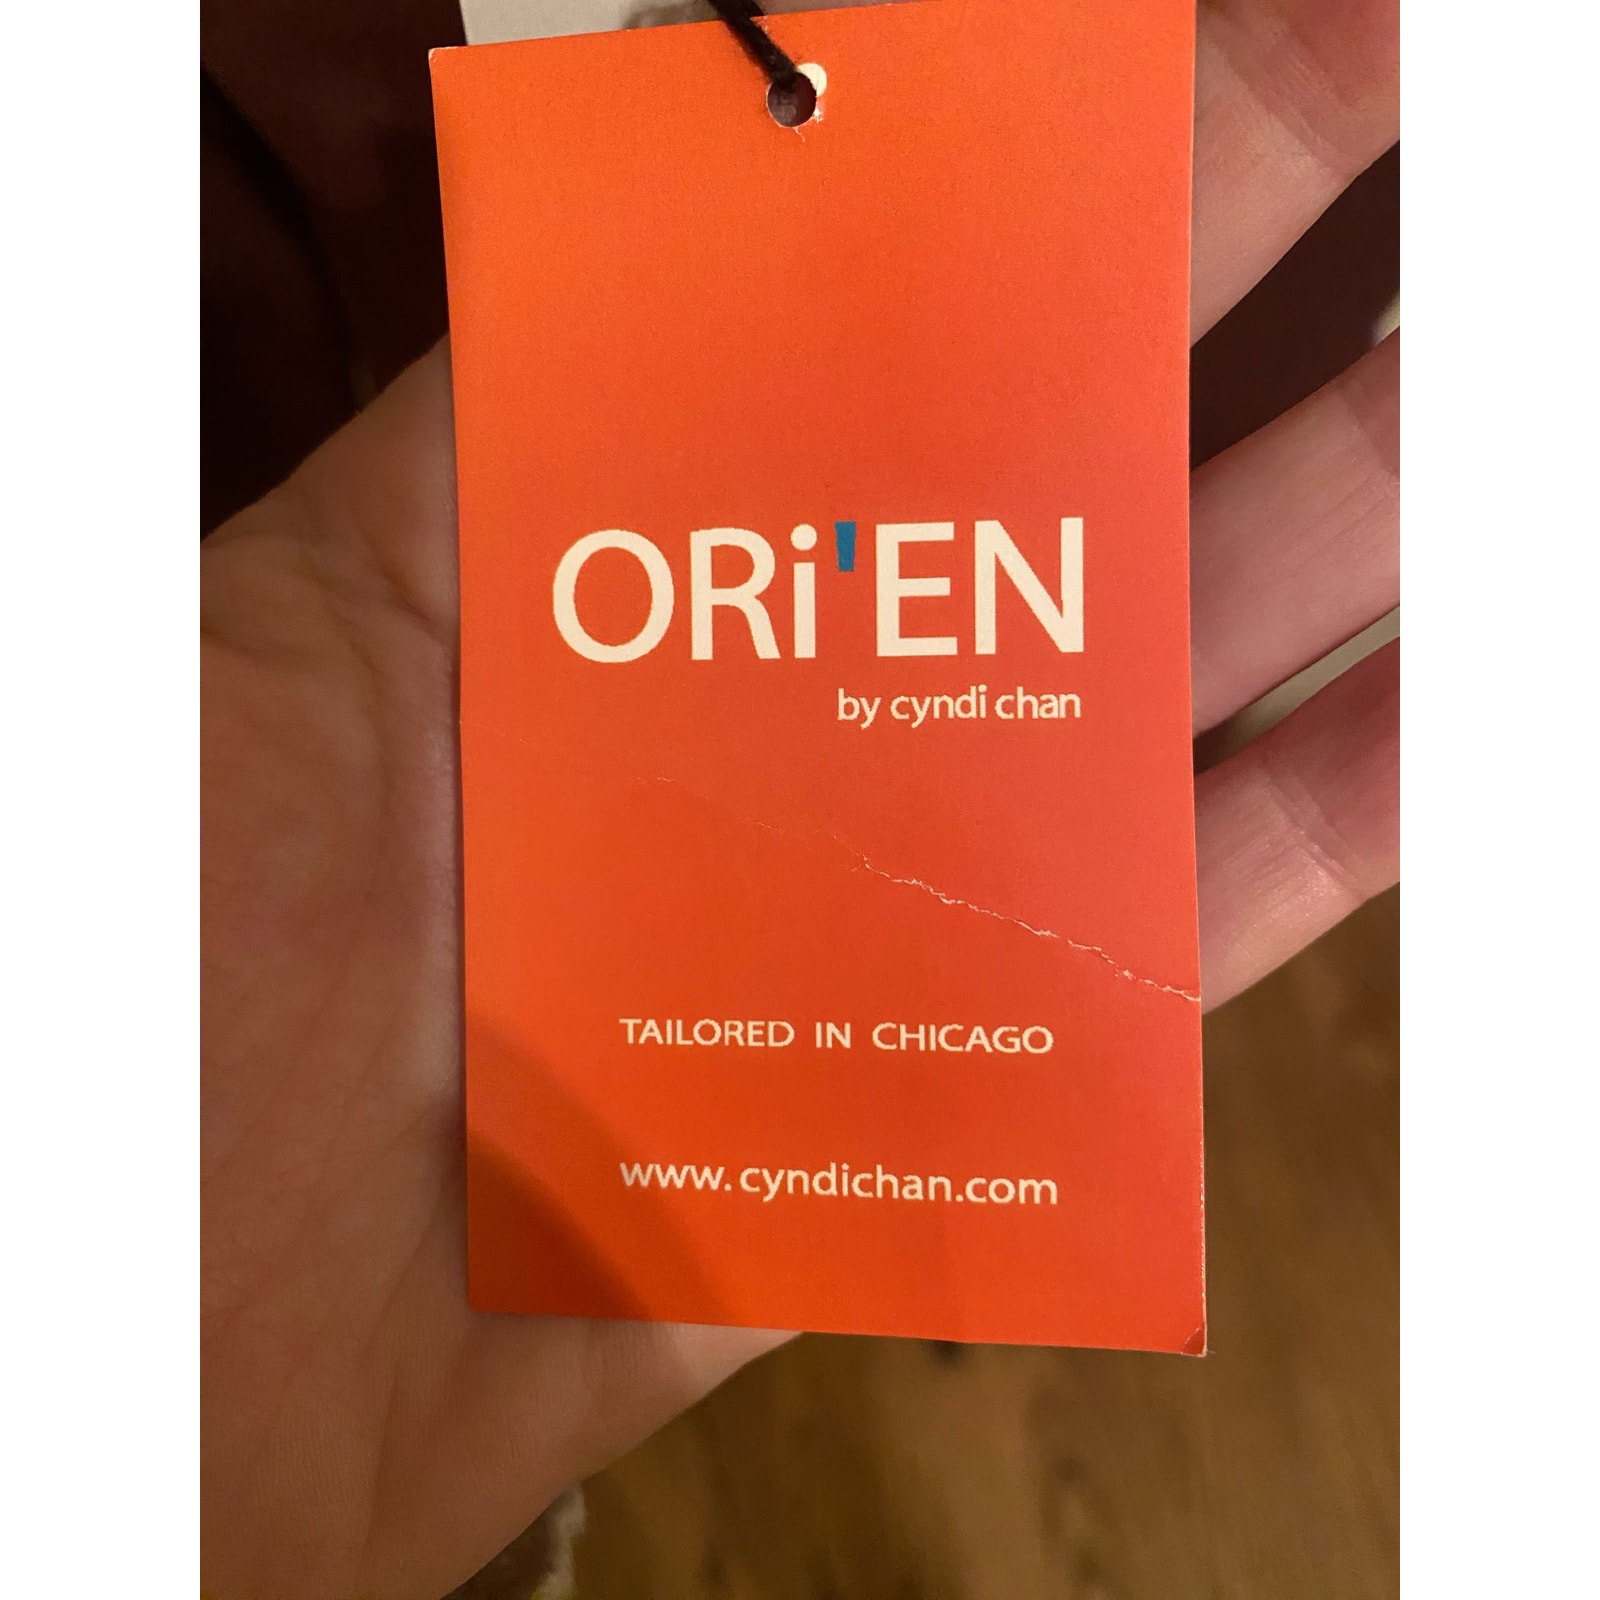 ORi'EN
by cyndi chan
TAILORED IN CHICAGO
www.cyndichan.com